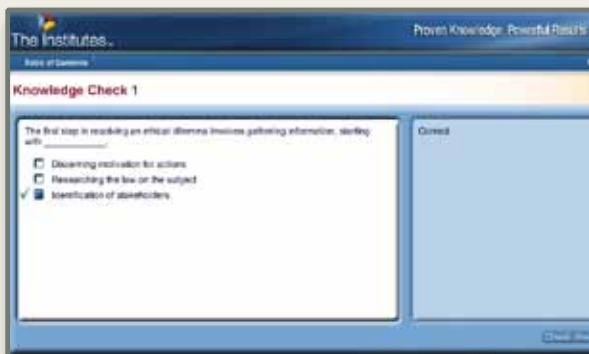 The Institutes™
Proven Knowledge. Powerful Results
Table of Contents
Knowledge Check 1
The first step in resolving an ethical dilemma involves gathering information, starting
with __________.
Discerning motivation for actions
Researching the law on the subject
✓ Identification of stakeholders
Correct